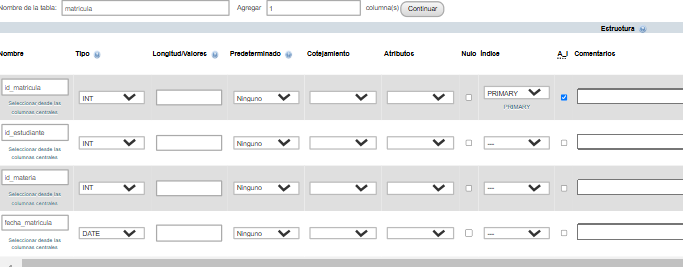 Nombre de la tabla: matricula Agregar 1 columna(s) Continuar
Estructura
Nombre Tipo Longitud/Valores Predeterminado Cotejamiento Atributos Nulo Índice A_I Comentarios
id_matricula INT Ninguno PRIMARY
Seleccionar desde las
columnas centrales
PRIMARY
id_estudiante INT Ninguno ---
Seleccionar desde las
columnas centrales
id_materia INT Ninguno ---
Seleccionar desde las
columnas centrales
fecha_matricula DATE Ninguno ---
Seleccionar desde las
columnas centrales